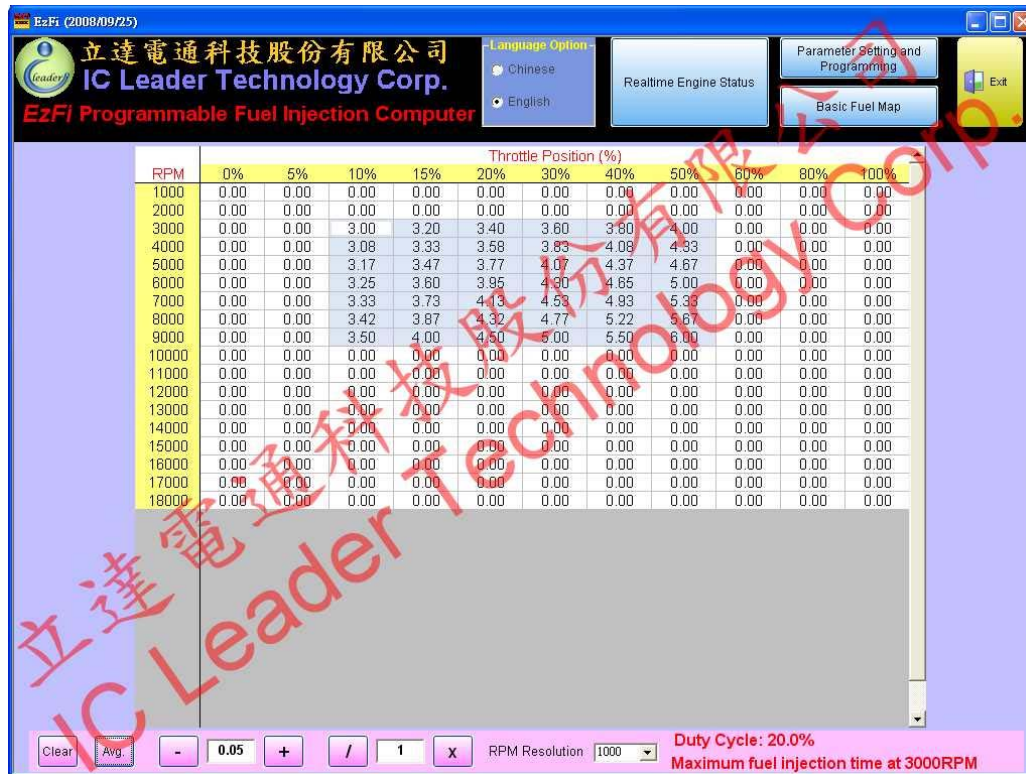 EzFi (2008/09/25)
leader
立達電通科技股份有限公司
IC Leader Technology Corp.
EzFi Programmable Fuel Injection Computer
Language Option
Chinese
English
Realtime Engine Status
Parameter Setting and
Programming
Basic Fuel Map
Exit
Throttle Position (%)
RPM 0% 5% 10% 15% 20% 30% 40% 50% 60% 80% 100%
1000 0.00 0.00 0.00 0.00 0.00 0.00 0.00 0.00 0.00 0.00 0.00
2000 0.00 0.00 0.00 0.00 0.00 0.00 0.00 0.00 0.00 0.00 0.00
3000 0.00 0.00 3.00 3.20 3.40 3.60 3.80 4.00 0.00 0.00 0.00
4000 0.00 0.00 3.08 3.33 3.58 3.83 4.08 4.33 0.00 0.00 0.00
5000 0.00 0.00 3.17 3.47 3.77 4.07 4.37 4.67 0.00 0.00 0.00
6000 0.00 0.00 3.25 3.60 3.95 4.30 4.65 5.00 0.00 0.00 0.00
7000 0.00 0.00 3.33 3.73 4.13 4.53 4.93 5.33 0.00 0.00 0.00
8000 0.00 0.00 3.42 3.87 4.32 4.77 5.22 5.67 0.00 0.00 0.00
9000 0.00 0.00 3.50 4.00 4.50 5.00 5.50 6.00 0.00 0.00 0.00
10000 0.00 0.00 0.00 0.00 0.00 0.00 0.00 0.00 0.00 0.00 0.00
11000 0.00 0.00 0.00 0.00 0.00 0.00 0.00 0.00 0.00 0.00 0.00
12000 0.00 0.00 0.00 0.00 0.00 0.00 0.00 0.00 0.00 0.00 0.00
13000 0.00 0.00 0.00 0.00 0.00 0.00 0.00 0.00 0.00 0.00 0.00
14000 0.00 0.00 0.00 0.00 0.00 0.00 0.00 0.00 0.00 0.00 0.00
15000 0.00 0.00 0.00 0.00 0.00 0.00 0.00 0.00 0.00 0.00 0.00
16000 0.00 0.00 0.00 0.00 0.00 0.00 0.00 0.00 0.00 0.00 0.00
17000 0.00 0.00 0.00 0.00 0.00 0.00 0.00 0.00 0.00 0.00 0.00
18000 0.00 0.00 0.00 0.00 0.00 0.00 0.00 0.00 0.00 0.00 0.00
立達電通科技股份有限公司
IC Leader Technology Corp.
Clear Avg. - 0.05 + / 1 x RPM Resolution 1000
Duty Cycle: 20.0%
Maximum fuel injection time at 3000RPM